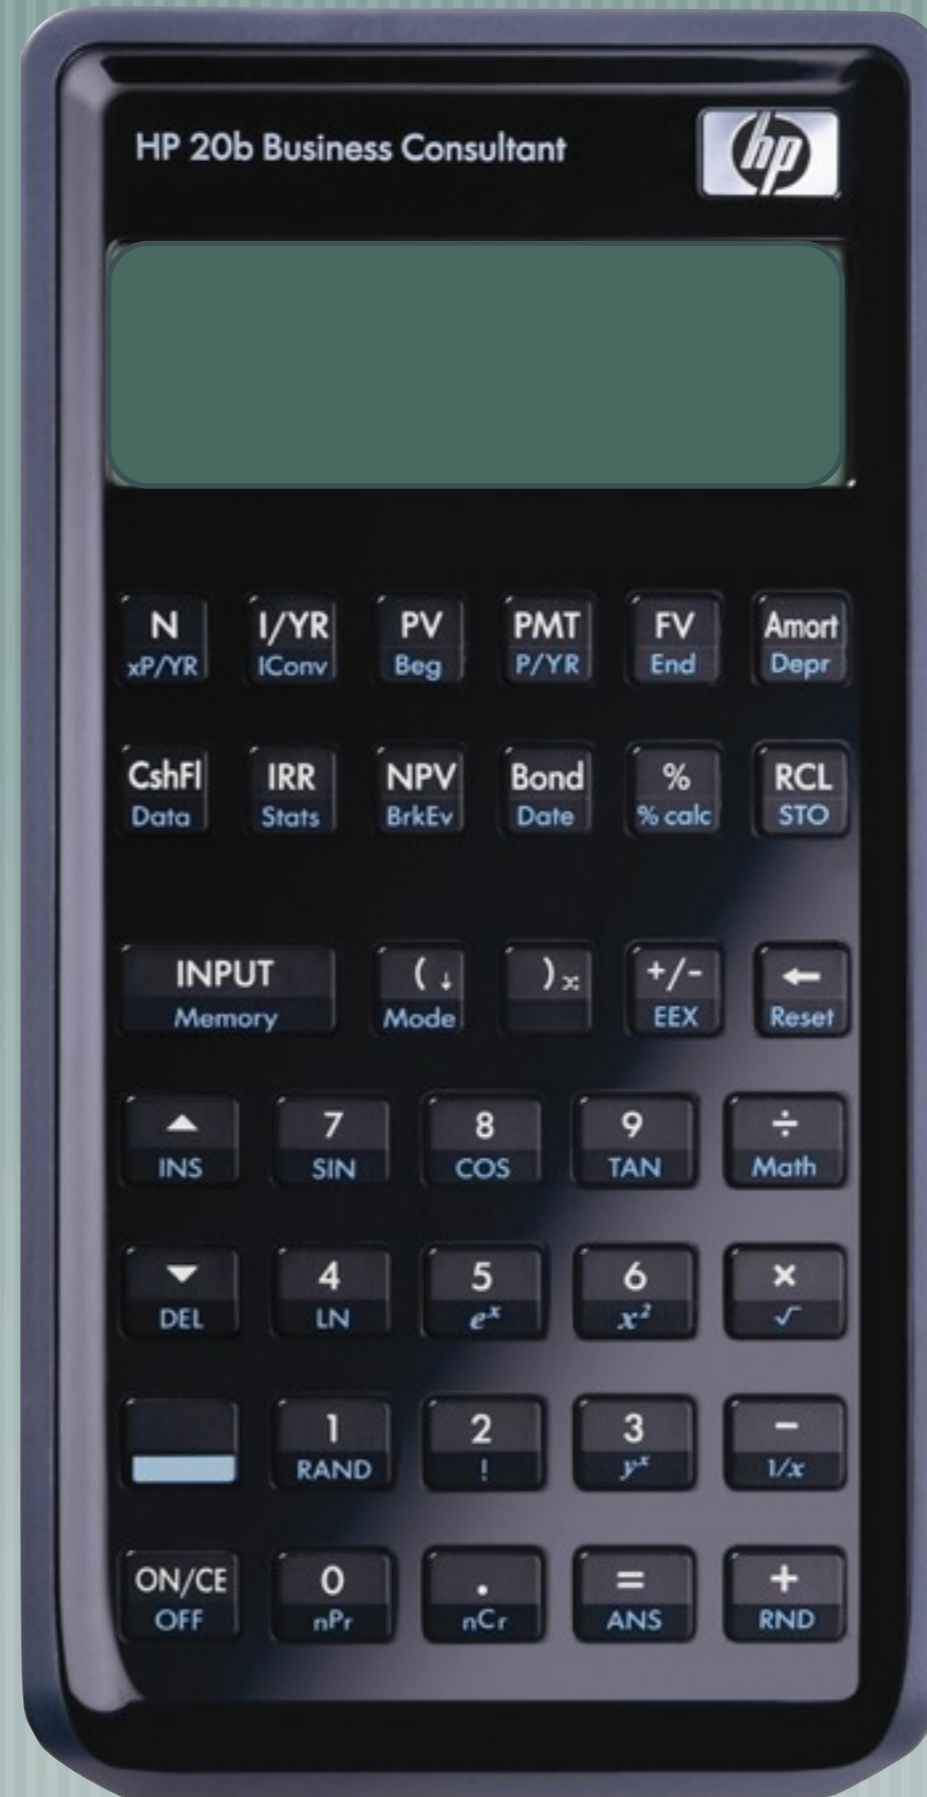 HP 20b Business Consultant
hp
N I/YR PV PMT FV Amort
xP/YR IConv Beg P/YR End Depr
CshFl IRR NPV Bond % RCL
Data Stats BrkEv Date % calc STO
INPUT ( ↓ ) +/- ←
Memory Mode EEX Reset
▲ 7 8 9 ÷
INS SIN COS TAN Math
▼ 4 5 6 ×
DEL LN eˣ x² √
1 2 3 −
RAND ! yˣ 1/x
ON/CE 0 . = +
OFF nPr nCr ANS RND